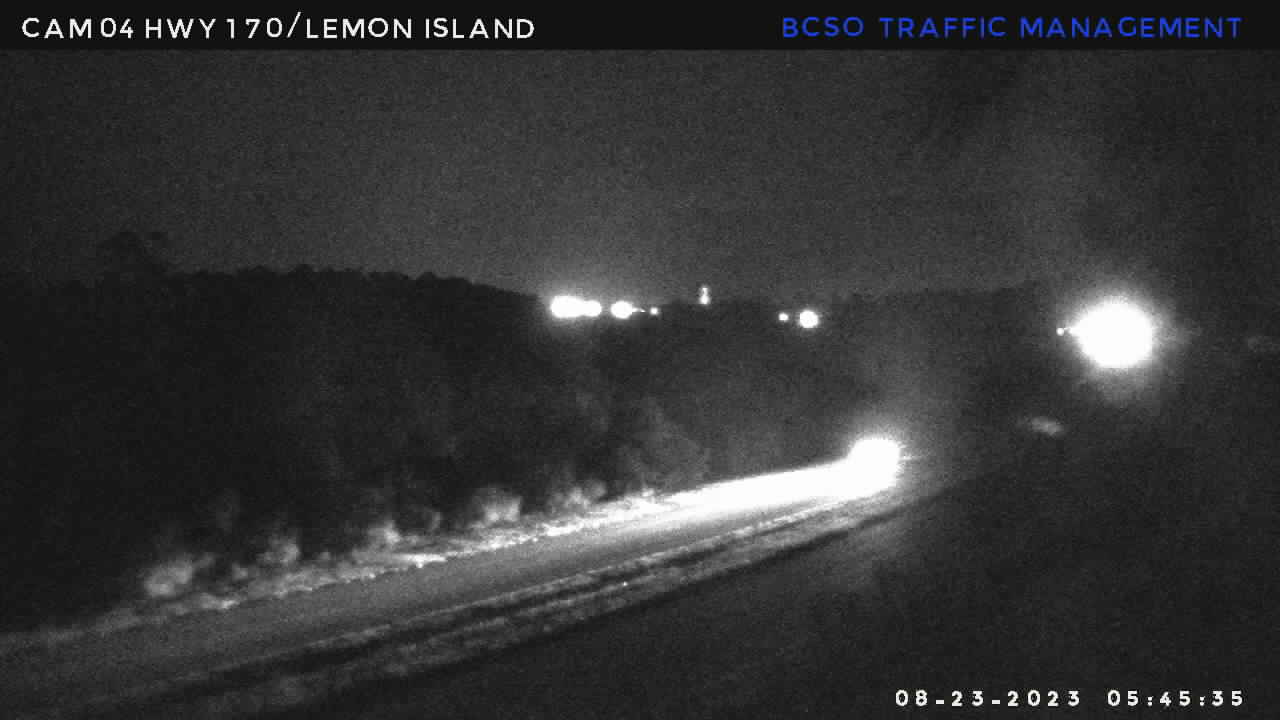 CAM04 HWY 170/LEMON ISLAND
BCSO TRAFFIC MANAGEMENT
08-23-2023 05:45:35